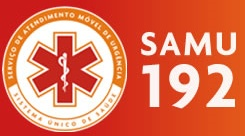 SERVIÇO DE ATENDIMENTO MÓVEL DE URGÊNCIA
SISTEMA ÚNICO DE SAÚDE
SAMU
192